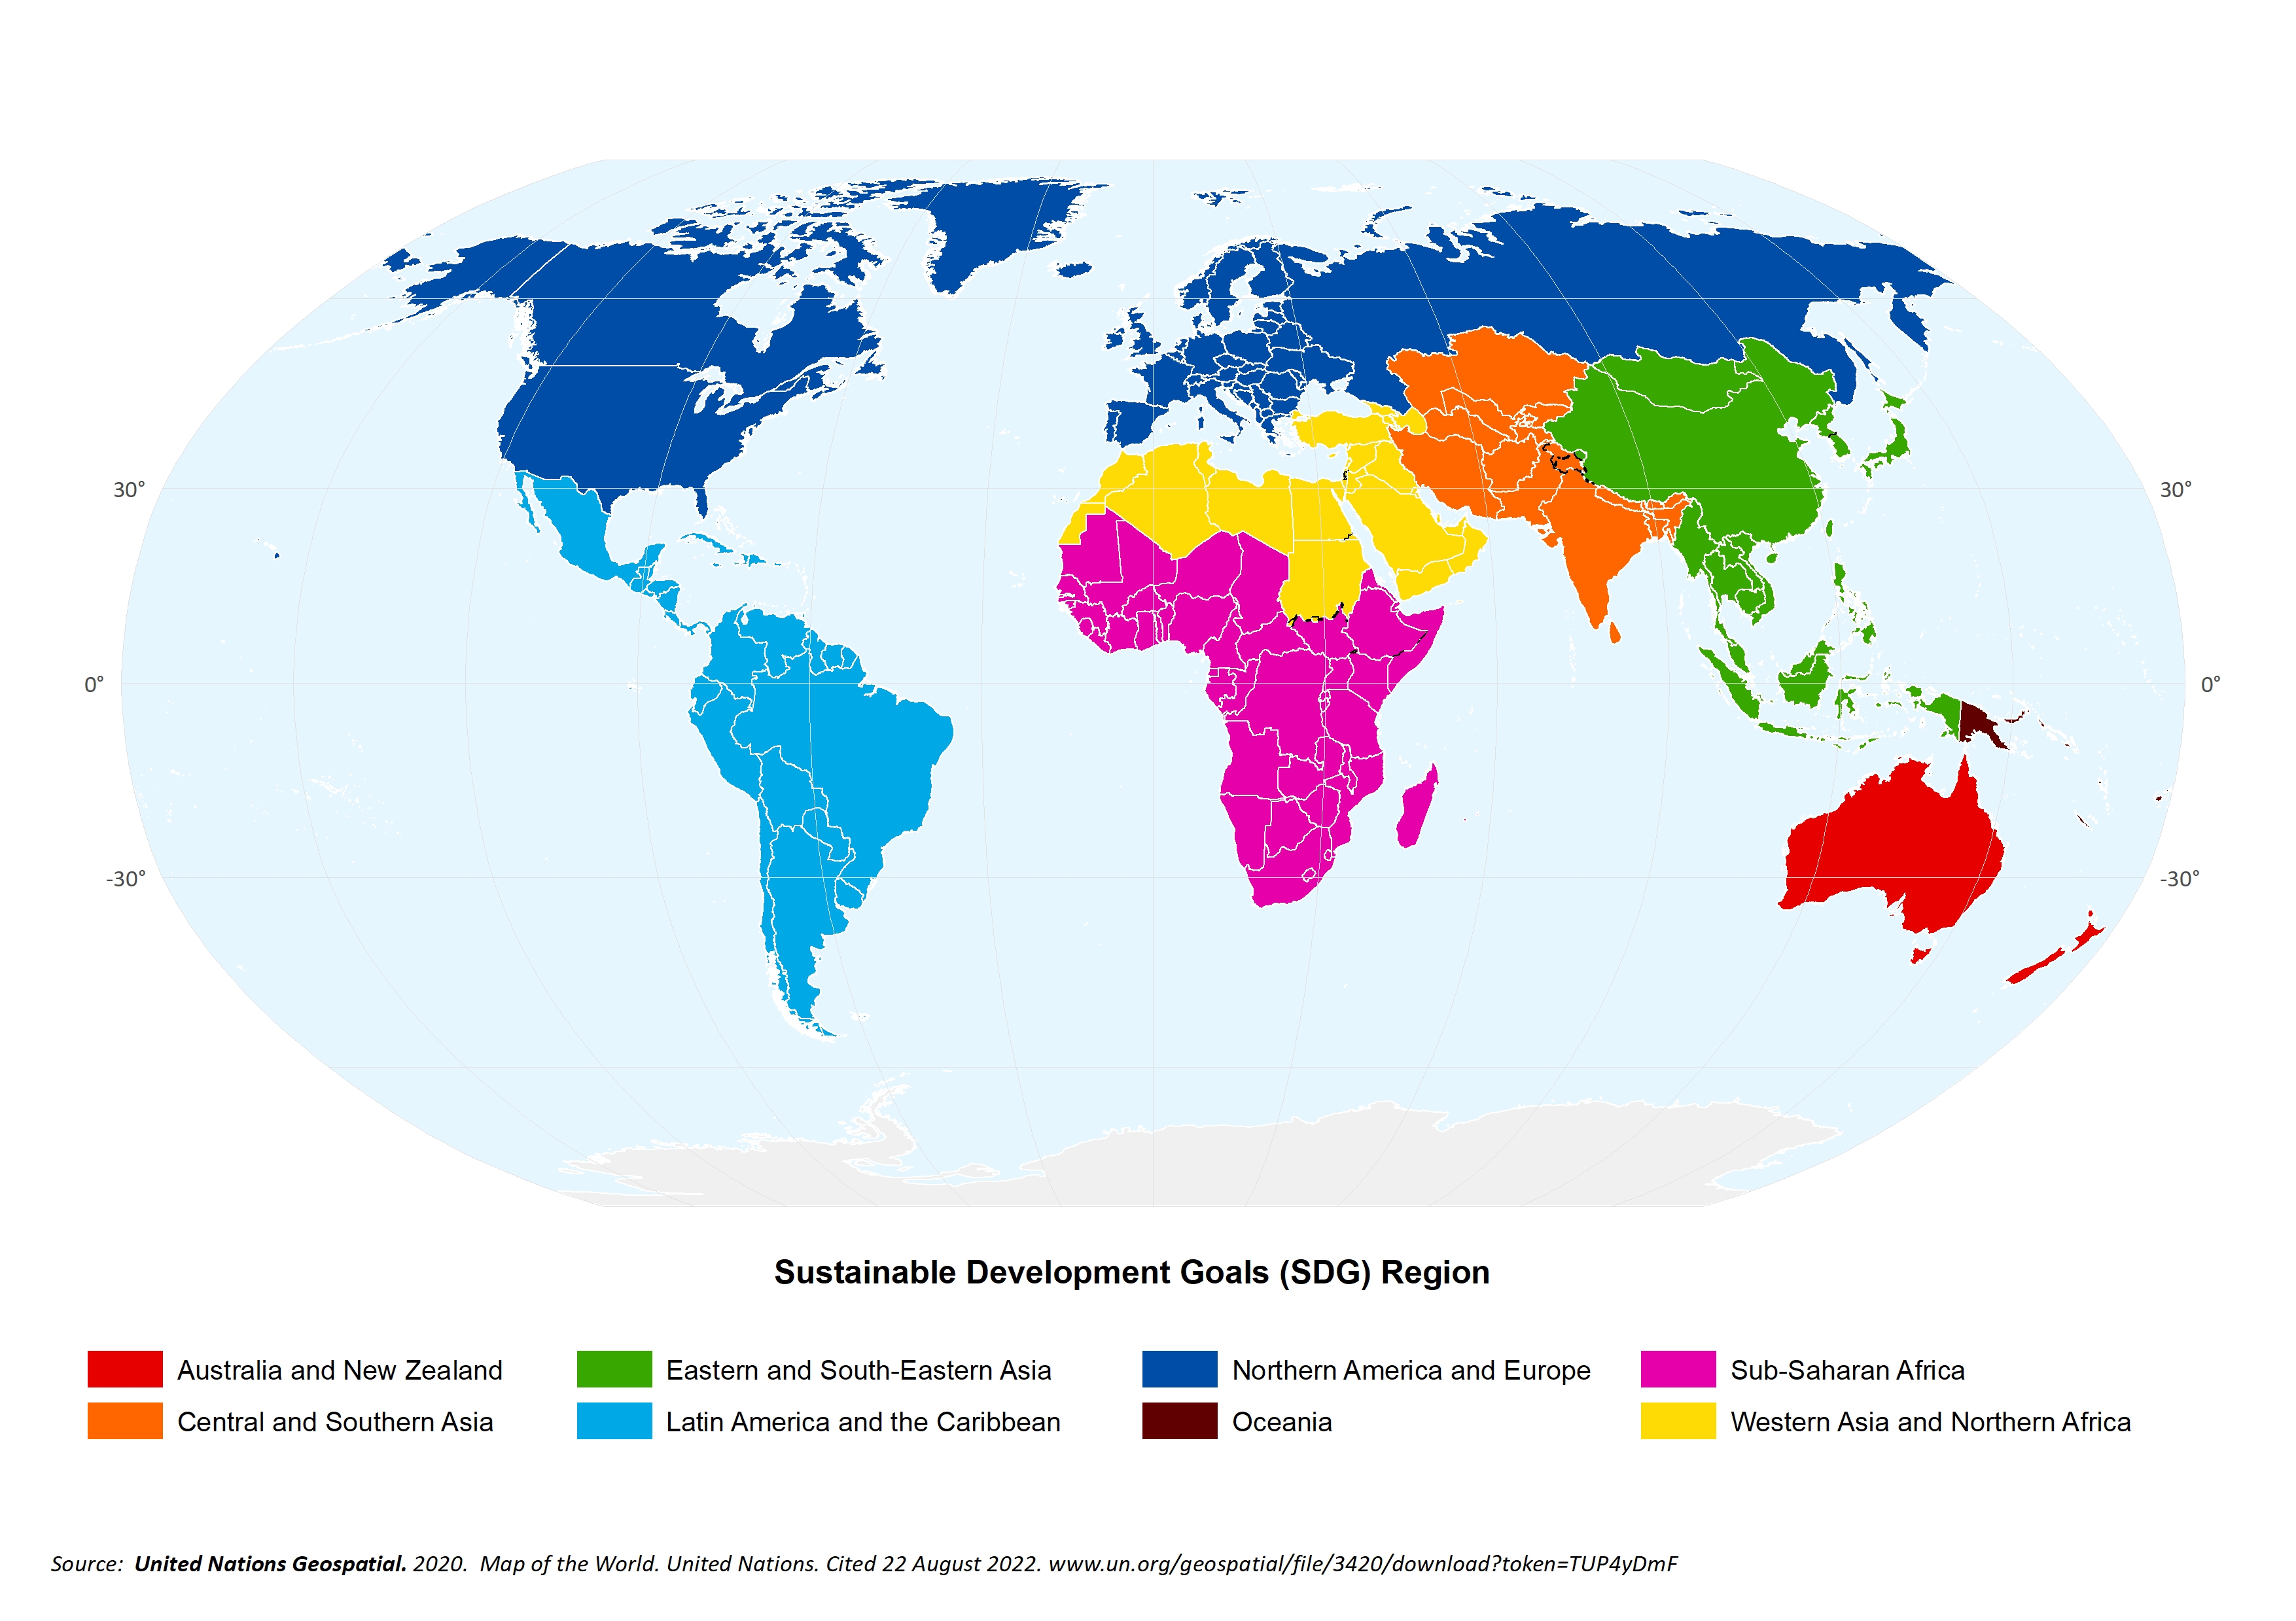 30°
30°
0°
0°
-30°
-30°
Sustainable Development Goals (SDG) Region
Australia and New Zealand
Eastern and South-Eastern Asia
Northern America and Europe
Sub-Saharan Africa
Central and Southern Asia
Latin America and the Caribbean
Oceania
Western Asia and Northern Africa
Source: United Nations Geospatial. 2020. Map of the World. United Nations. Cited 22 August 2022. www.un.org/geospatial/file/3420/download?token=TUP4yDmF